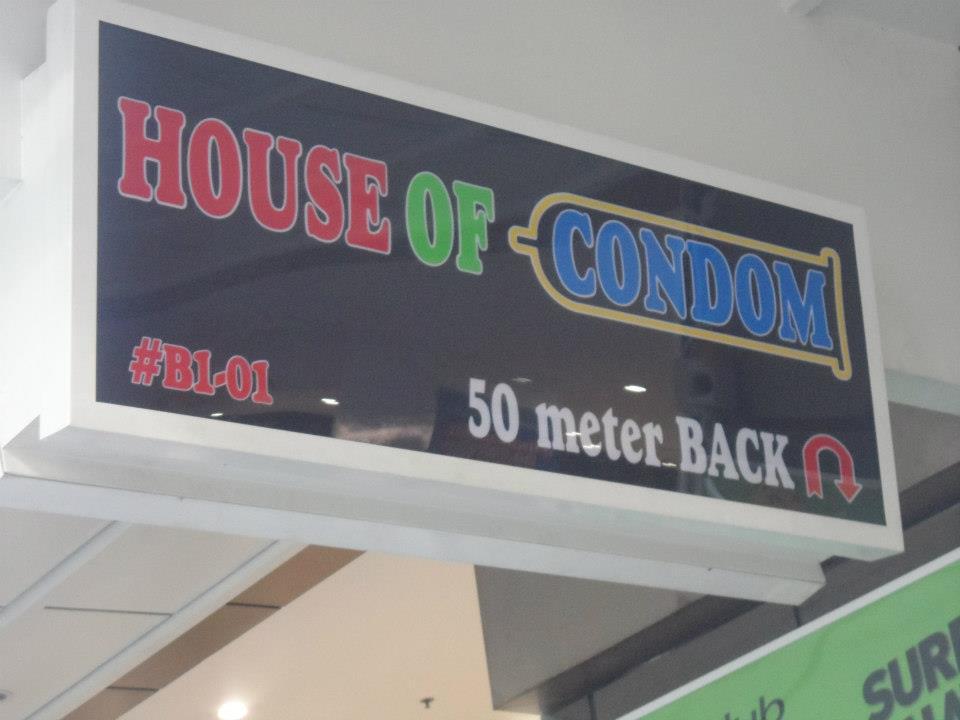 HOUSE OF CONDOM
#B1-01
50 meter BACK